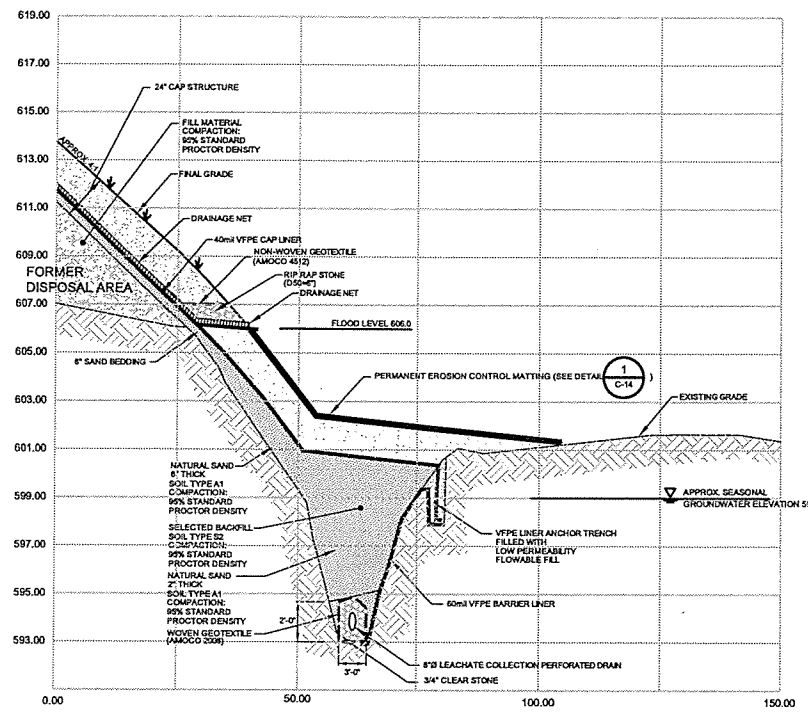 619.00
617.00
615.00
613.00
611.00
609.00
607.00
605.00
603.00
601.00
599.00
597.00
595.00
593.00
24" CAP STRUCTURE
FILL MATERIAL
COMPACTION:
95% STANDARD
PROCTOR DENSITY
APPROX. 4:1
FINAL GRADE
DRAINAGE NET
40mil VFPE CAP LINER
NON-WOVEN GEOTEXTILE
(AMOCO 4512)
RIP RAP STONE
(D50=6")
DRAINAGE NET
FORMER
DISPOSAL AREA
FLOOD LEVEL 606.0
6" SAND BEDDING
PERMANENT EROSION CONTROL MATTING (SEE DETAIL
1
C-14
)
EXISTING GRADE
NATURAL SAND
6" THICK
SOIL TYPE A1
COMPACTION:
95% STANDARD
PROCTOR DENSITY
SELECTED BACKFILL
SOIL TYPE S2
COMPACTION:
95% STANDARD
PROCTOR DENSITY
NATURAL SAND
2" THICK
SOIL TYPE A1
COMPACTION:
95% STANDARD
PROCTOR DENSITY
WOVEN GEOTEXTILE
(AMOCO 2006)
APPROX. SEASONAL
GROUNDWATER ELEVATION
VFPE LINER ANCHOR TRENCH
FILLED WITH
LOW PERMEABILITY
FLOWABLE FILL
60mil VFPE BARRIER LINER
2'-0"
3'-0"
8"Ø LEACHATE COLLECTION PERFORATED DRAIN
3/4" CLEAR STONE
0.00
50.00
100.00
150.00